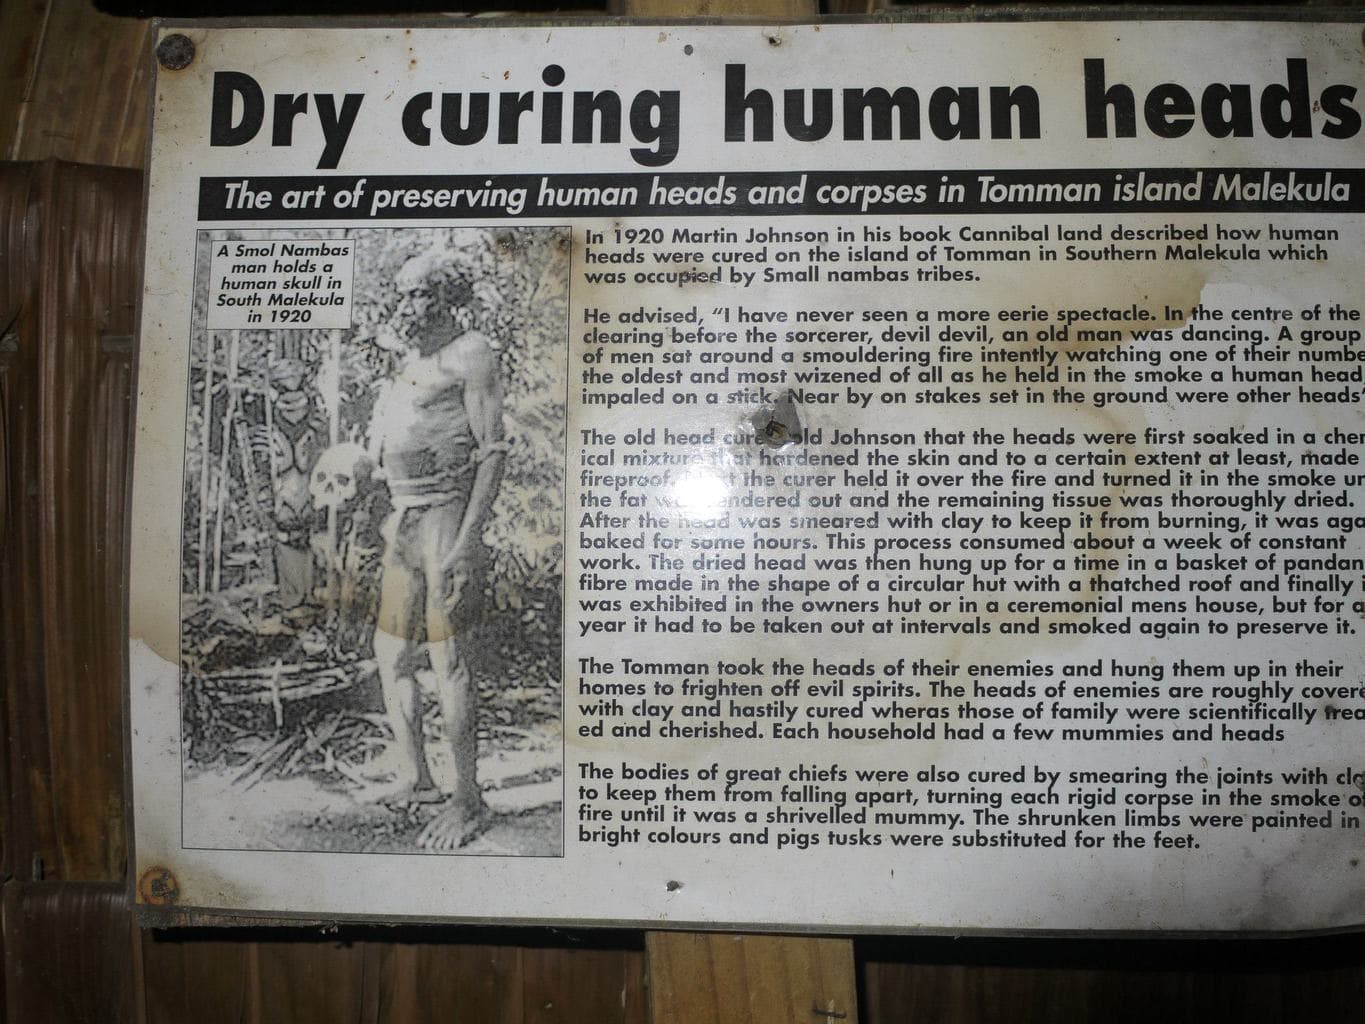 Dry curing human heads
The art of preserving human heads and corpses in Tomman island Malekula
A Smol Nambas
man holds a
human skull in
South Malekula
in 1920
In 1920 Martin Johnson in his book Cannibal land described how human
heads were cured on the island of Tomman in Southern Malekula which
was occupied by Small nambas tribes.
He advised, “I have never seen a more eerie spectacle. In the centre of the
clearing before the sorcerer, devil devil, an old man was dancing. A group
of men sat around a smouldering fire intently watching one of their numbe
the oldest and most wizened of all as he held in the smoke a human head
impaled on a stick. Near by on stakes set in the ground were other heads”
The old head cure old Johnson that the heads were first soaked in a chem
ical mixture that hardened the skin and to a certain extent at least, made
fireproof. the curer held it over the fire and turned it in the smoke un
the fat was rendered out and the remaining tissue was thoroughly dried.
After the head was smeared with clay to keep it from burning, it was aga
baked for some hours. This process consumed about a week of constant
work. The dried head was then hung up for a time in a basket of pandan
fibre made in the shape of a circular hut with a thatched roof and finally i
was exhibited in the owners hut or in a ceremonial mens house, but for a
year it had to be taken out at intervals and smoked again to preserve it.
The Tomman took the heads of their enemies and hung them up in their
homes to frighten off evil spirits. The heads of enemies are roughly covere
with clay and hastily cured wheras those of family were scientifically trea
ed and cherished. Each household had a few mummies and heads
The bodies of great chiefs were also cured by smearing the joints with cla
to keep them from falling apart, turning each rigid corpse in the smoke o
fire until it was a shrivelled mummy. The shrunken limbs were painted in
bright colours and pigs tusks were substituted for the feet.